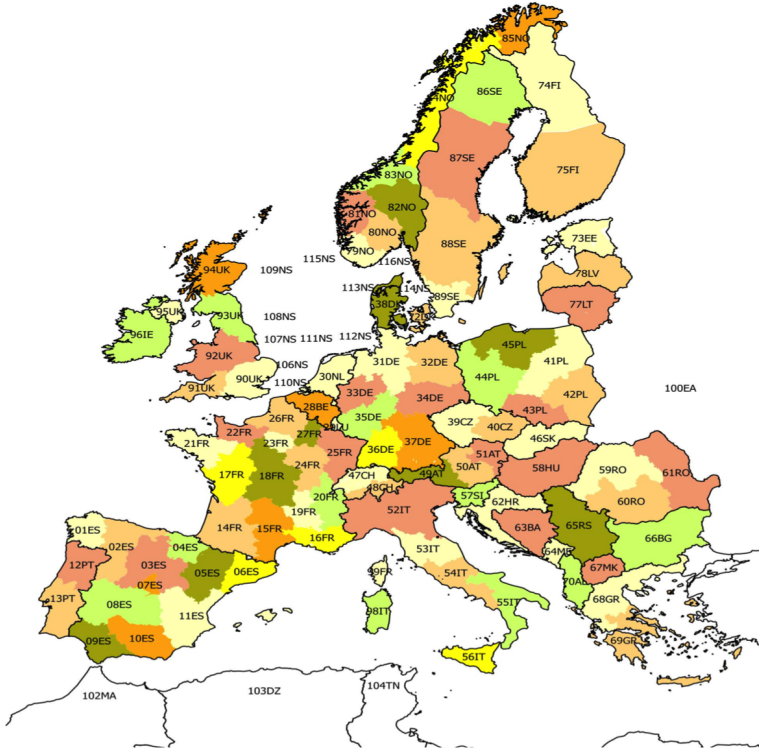 85NO
74FI
86SE
4NO
87SE
75FI
83NO
82NO
81NO
80NO
73EE
88SE
79NO
115NS
116NS
94UK
109NS
78LV
113NS
114NS
89SE
77LT
38DK
95UK
93UK
108NS
96IE
107NS
111NS
112NS
45PL
92UK
106NS
31DE
32DE
41PL
30NL
44PL
90UK
110NS
91UK
33DE
34DE
42PL
100EA
28BE
43PL
26FR
35DE
39CZ
40CZ
22FR
27FR
21FR
23FR
36DE
37DE
46SK
25FR
51AT
24FR
50AT
58HU
59RO
61RO
17FR
18FR
47CH
49AT
48CH
20FR
57SI
62HR
60RO
19FR
52IT
65RS
14FR
15FR
63BA
01ES
16FR
66BG
02ES
04ES
53IT
64ME
12PT
03ES
05ES
06ES
99FR
54IT
67MK
07ES
70AL
13PT
08ES
68GR
11ES
98IT
55IT
09ES
10ES
69GR
56IT
102MA
103DZ
104TN